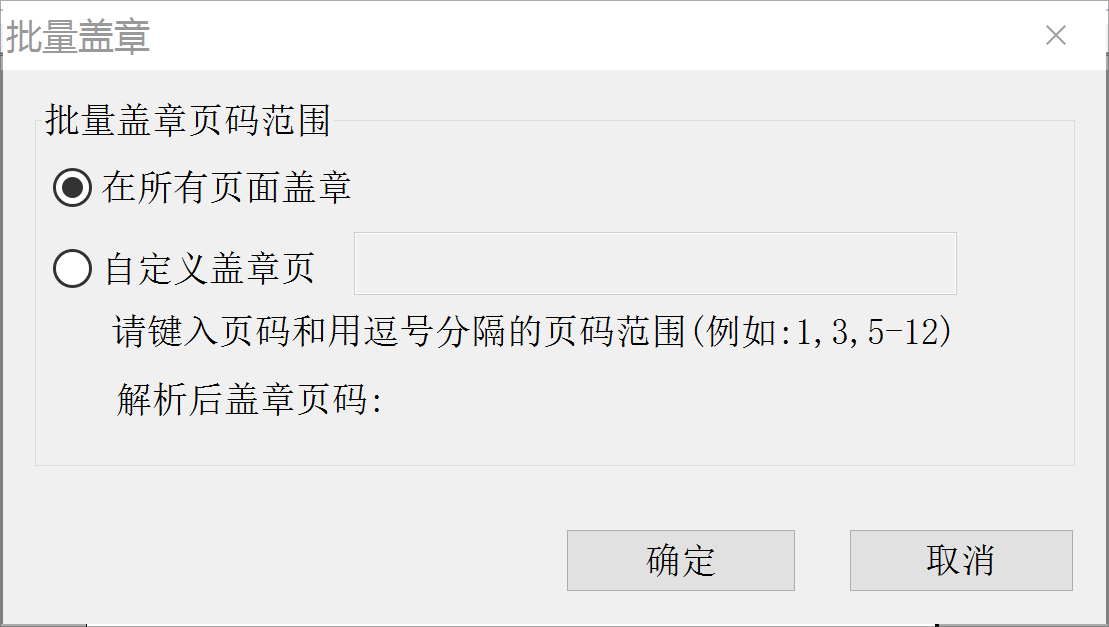 批量盖章
批量盖章页码范围
在所有页面盖章
自定义盖章页
请键入页码和用逗号分隔的页码范围(例如:1,3,5-12)
解析后盖章页码:
确定
取消